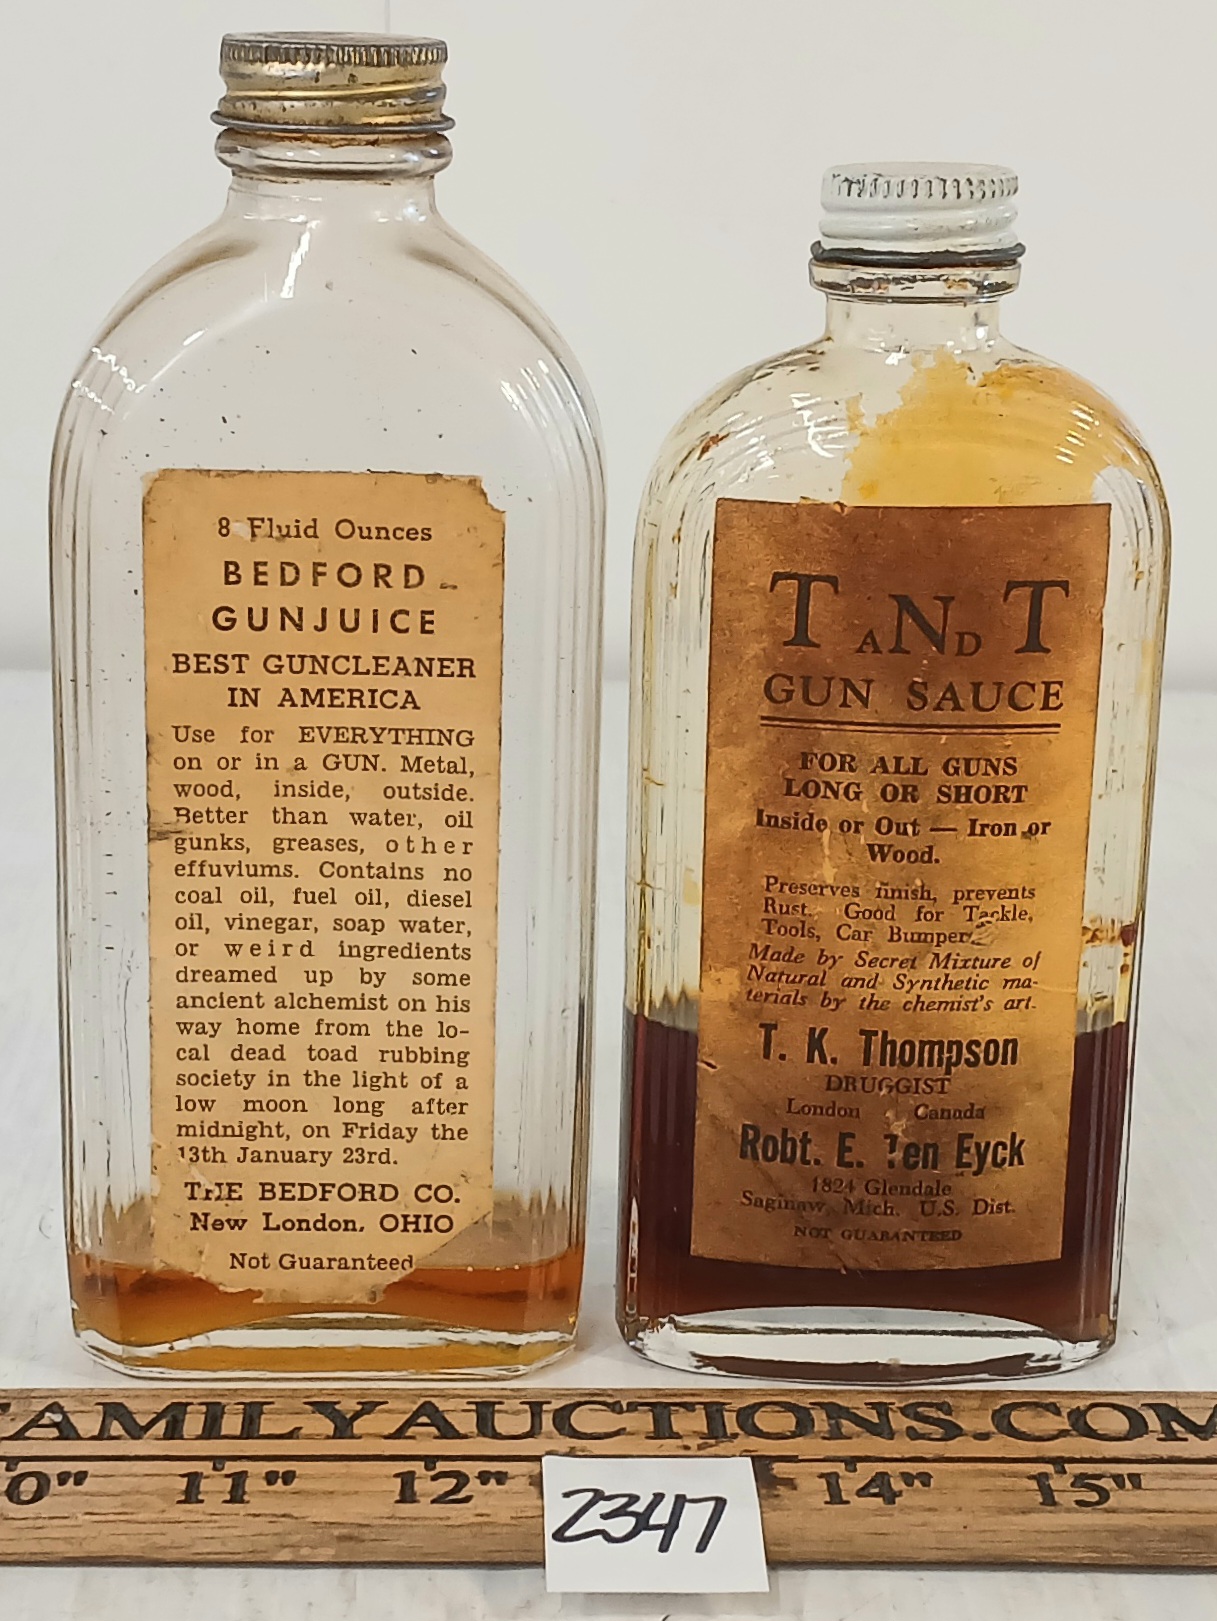 8 Fluid Ounces
BEDFORD
GUNJUICE
BEST GUNCLEANER
IN AMERICA
Use for EVERYTHING
on or in a GUN. Metal,
wood, inside, outside.
Better than water, oil
gunks, greases, other
effuviums. Contains no
coal oil, fuel oil, diesel
oil, vinegar, soap water,
or weird ingredients
dreamed up by some
ancient alchemist on his
way home from the lo-
cal dead toad rubbing
society in the light of a
low moon long after
midnight, on Friday the
13th January 23rd.
THE BEDFORD CO.
New London, OHIO
Not Guaranteed
T AND T
GUN SAUCE
FOR ALL GUNS
LONG OR SHORT
Inside or Out — Iron or
Wood.
Preserves finish, prevents
Rust. Good for Tackle,
Tools, Car Bumpers
Made by Secret Mixture of
Natural and Synthetic ma-
terials by the chemist's art.
T. K. Thompson
DRUGGIST
London Canada
Robt. E. Ten Eyck
1824 Glendale
Saginaw, Mich. U.S. Dist.
NOT GUARANTEED
FAMILYAUCTIONS.COM
0" 11" 12" 14" 15"
2347